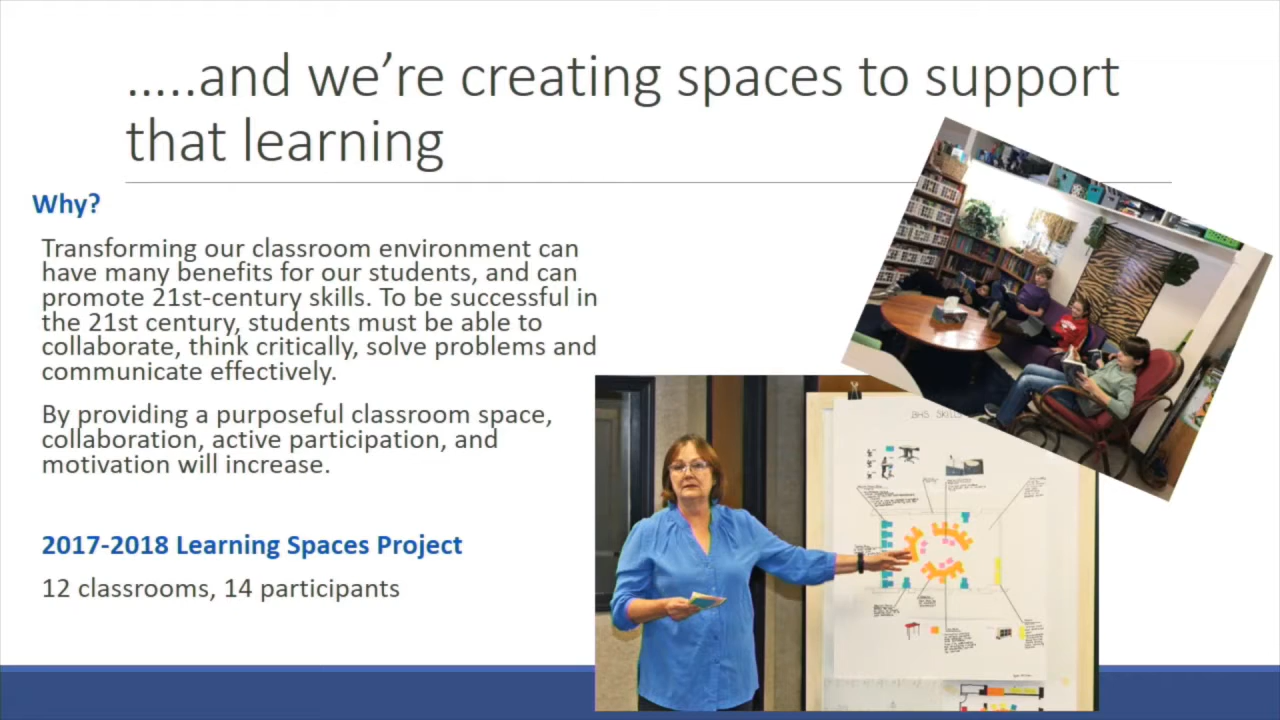 .....and we're creating spaces to support
that learning
Why?
Transforming our classroom environment can
have many benefits for our students, and can
promote 21st-century skills. To be successful in
the 21st century, students must be able to
collaborate, think critically, solve problems and
communicate effectively.
By providing a purposeful classroom space,
collaboration, active participation, and
motivation will increase.
2017-2018 Learning Spaces Project
12 classrooms, 14 participants
BHS SKILLS